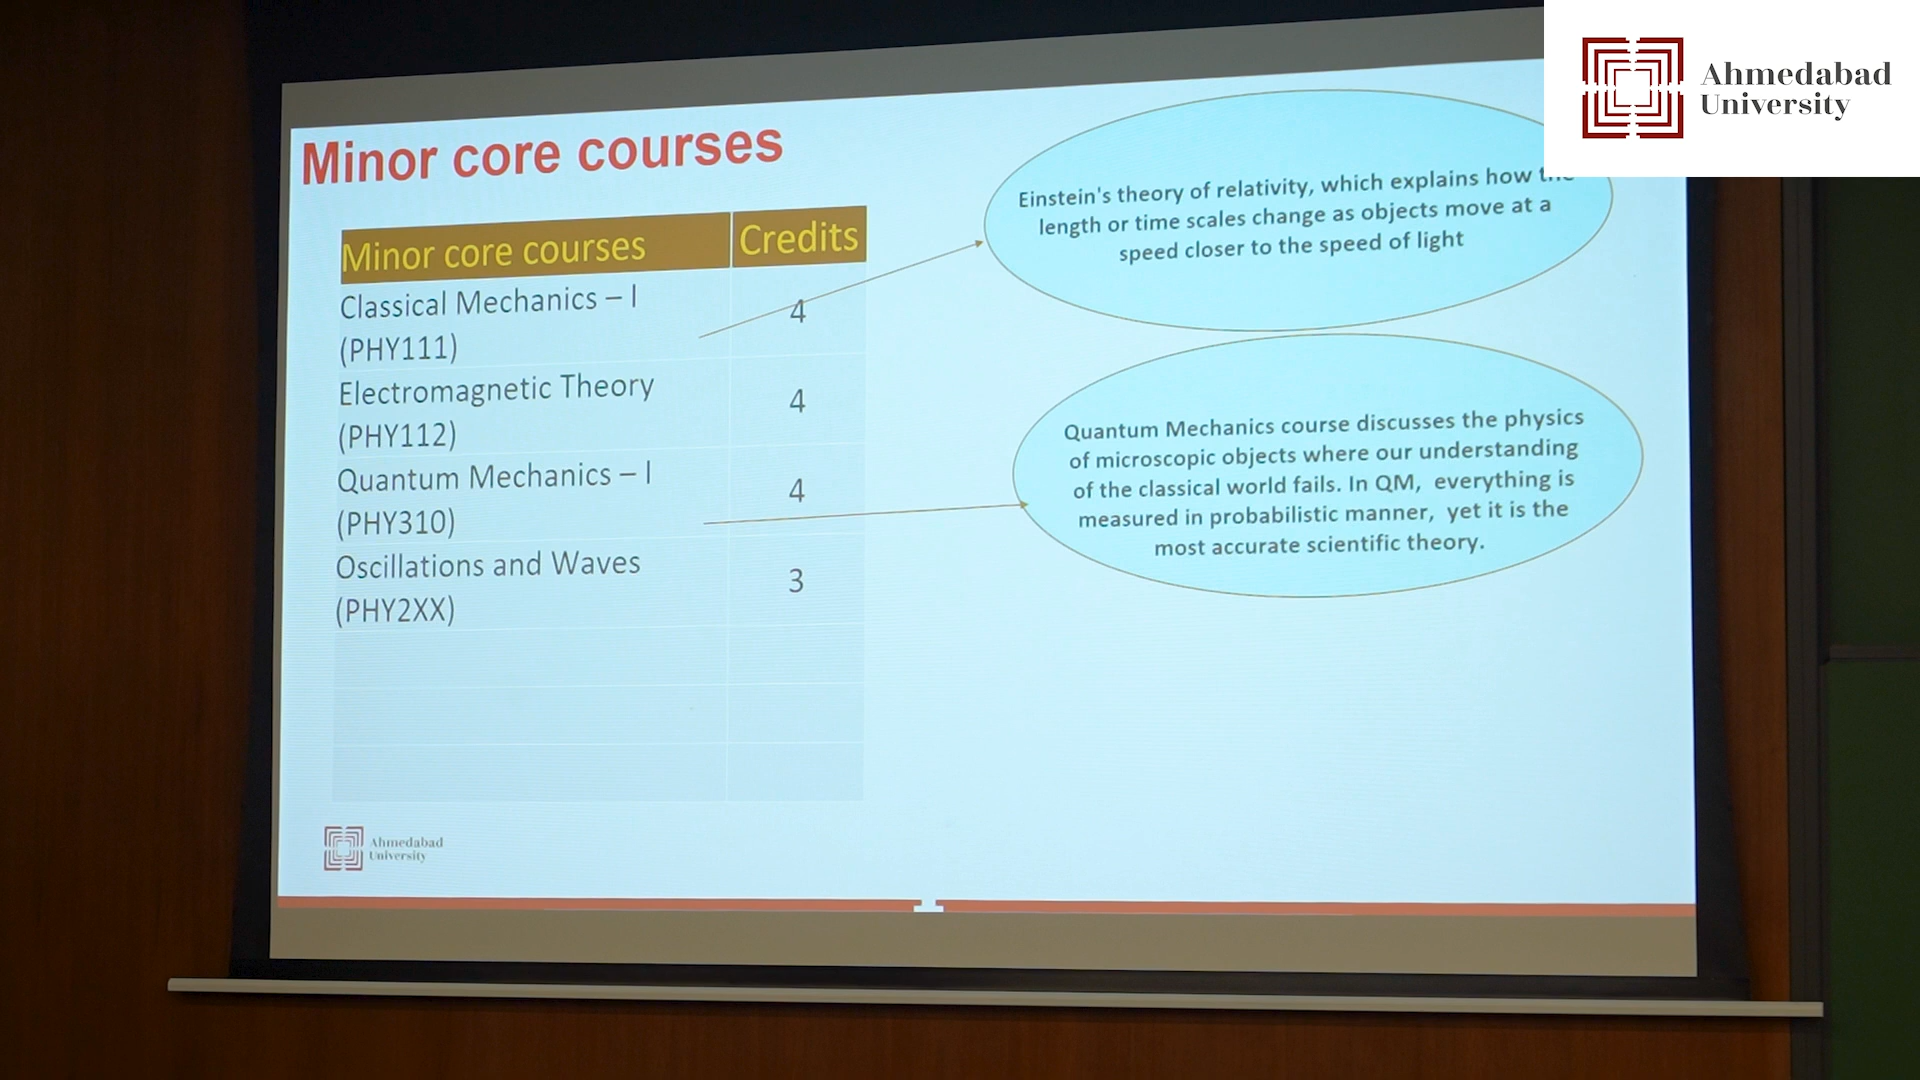 Ahmedabad
University
Minor core courses
Minor core courses Credits
Classical Mechanics – I
(PHY111)
4
Electromagnetic Theory
(PHY112)
4
Quantum Mechanics – I
(PHY310)
4
Oscillations and Waves
(PHY2XX)
3
Einstein's theory of relativity, which explains how the
length or time scales change as objects move at a
speed closer to the speed of light
Quantum Mechanics course discusses the physics
of microscopic objects where our understanding
of the classical world fails. In QM, everything is
measured in probabilistic manner, yet it is the
most accurate scientific theory.
Ahmedabad
University